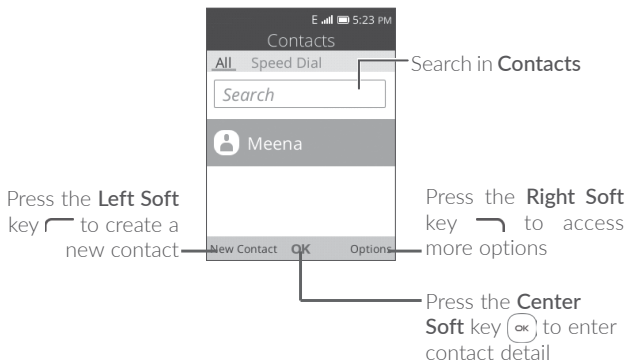 E 5:23 PM
Contacts
All Speed Dial
Search
Meena
New Contact OK Options
Search in Contacts
Press the Left Soft
key to create a
new contact
Press the Right Soft
key to access
more options
Press the Center
Soft key OK to enter
contact detail